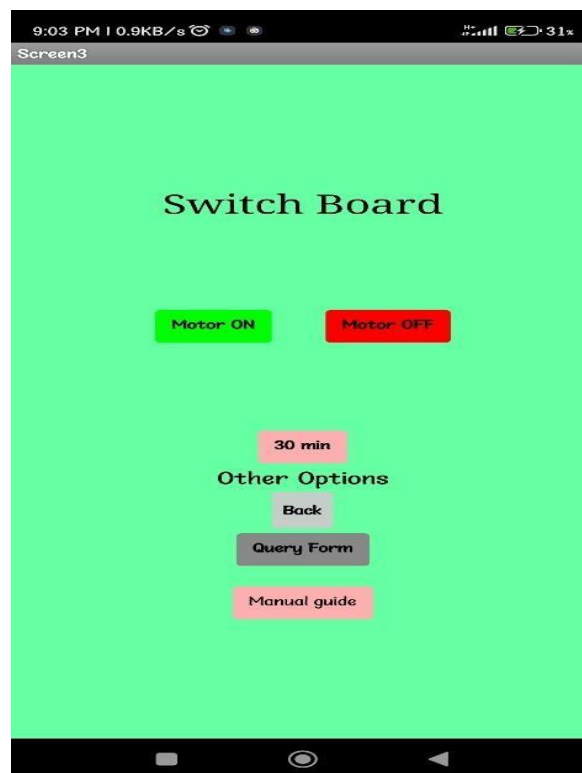 9:03 PM | 0.9KB/s 31%
Screen3
Switch Board
Motor ON Motor OFF
30 min
Other Options
Back
Query Form
Manual guide